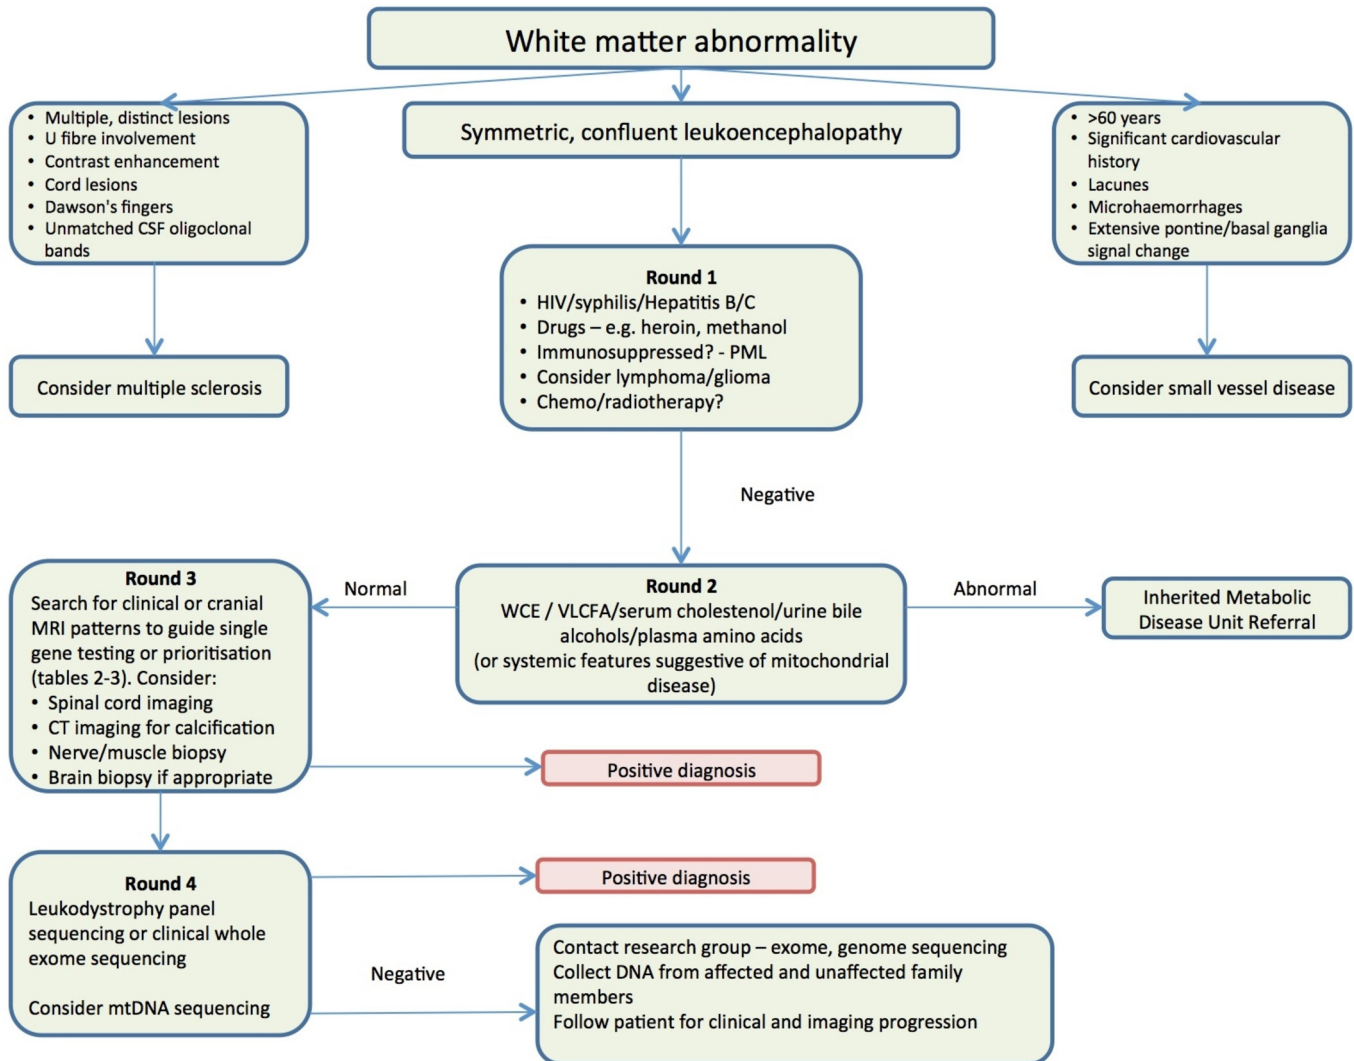 White matter abnormality
• Multiple, distinct lesions
• U fibre involvement
• Contrast enhancement
• Cord lesions
• Dawson's fingers
• Unmatched CSF oligoclonal
bands
Symmetric, confluent leukoencephalopathy
• >60 years
• Significant cardiovascular
history
• Lacunes
• Microhaemorrhages
• Extensive pontine/basal ganglia
signal change
Round 1
• HIV/syphilis/Hepatitis B/C
• Drugs – e.g. heroin, methanol
• Immunosuppressed? - PML
• Consider lymphoma/glioma
• Chemo/radiotherapy?
Consider multiple sclerosis
Consider small vessel disease
Negative
Round 3
Search for clinical or cranial
MRI patterns to guide single
gene testing or prioritisation
(tables 2-3). Consider:
• Spinal cord imaging
• CT imaging for calcification
• Nerve/muscle biopsy
• Brain biopsy if appropriate
Normal
Round 2
WCE / VLCFA/serum cholestenol/urine bile
alcohols/plasma amino acids
(or systemic features suggestive of mitochondrial
disease)
Abnormal
Inherited Metabolic
Disease Unit Referral
Positive diagnosis
Round 4
Leukodystrophy panel
sequencing or clinical whole
exome sequencing
Consider mtDNA sequencing
Positive diagnosis
Negative
Contact research group – exome, genome sequencing
Collect DNA from affected and unaffected family
members
Follow patient for clinical and imaging progression